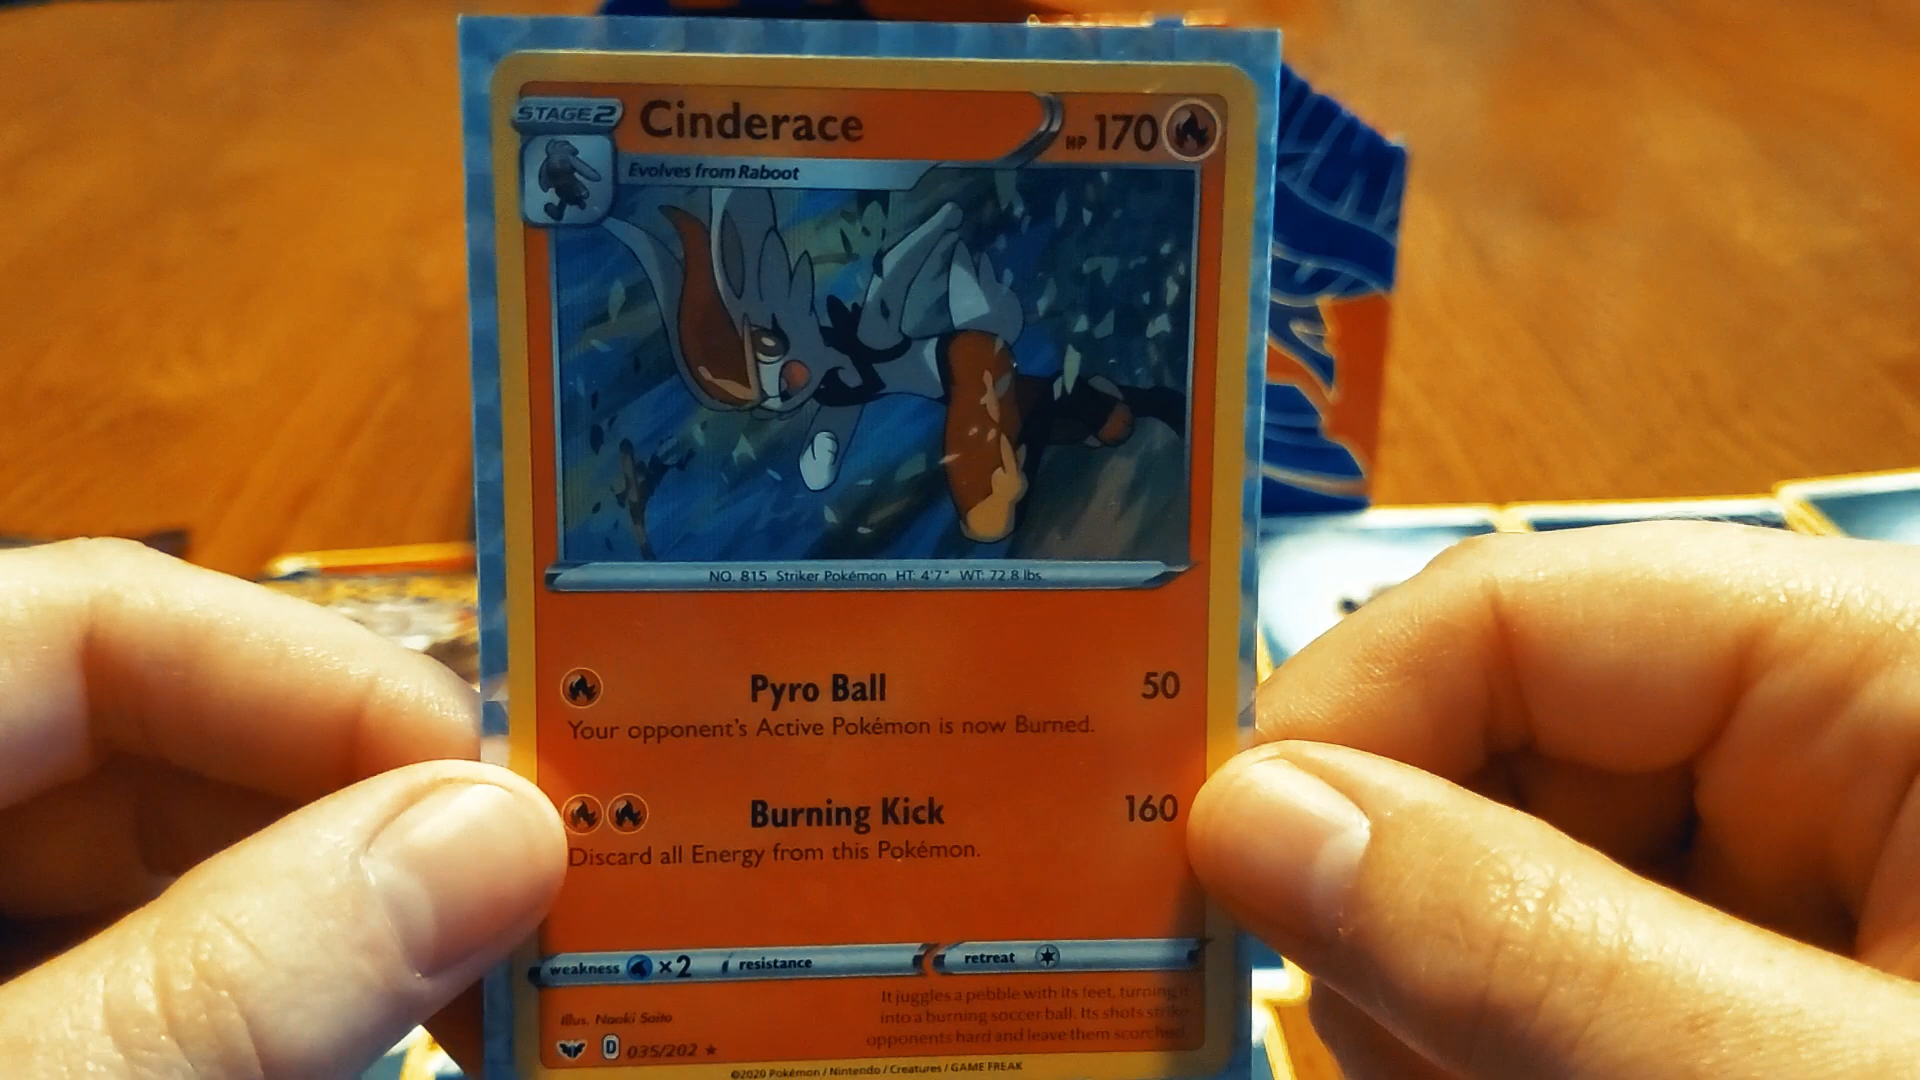 STAGE 2
Cinderace
HP 170
Evolves from Raboot
NO. 815 Striker Pokémon HT: 4'7" WT: 72.8 lbs.
Pyro Ball 50
Your opponent's Active Pokémon is now Burned.
Burning Kick 160
Discard all Energy from this Pokémon.
weakness ×2 resistance retreat
It juggles a pebble with its feet, turning it
into a burning soccer ball. Its shots strike
opponents hard and leave them scorched.
Illus. Naoki Saito
D 035/202 ★
©2020 Pokémon / Nintendo / Creatures / GAME FREAK